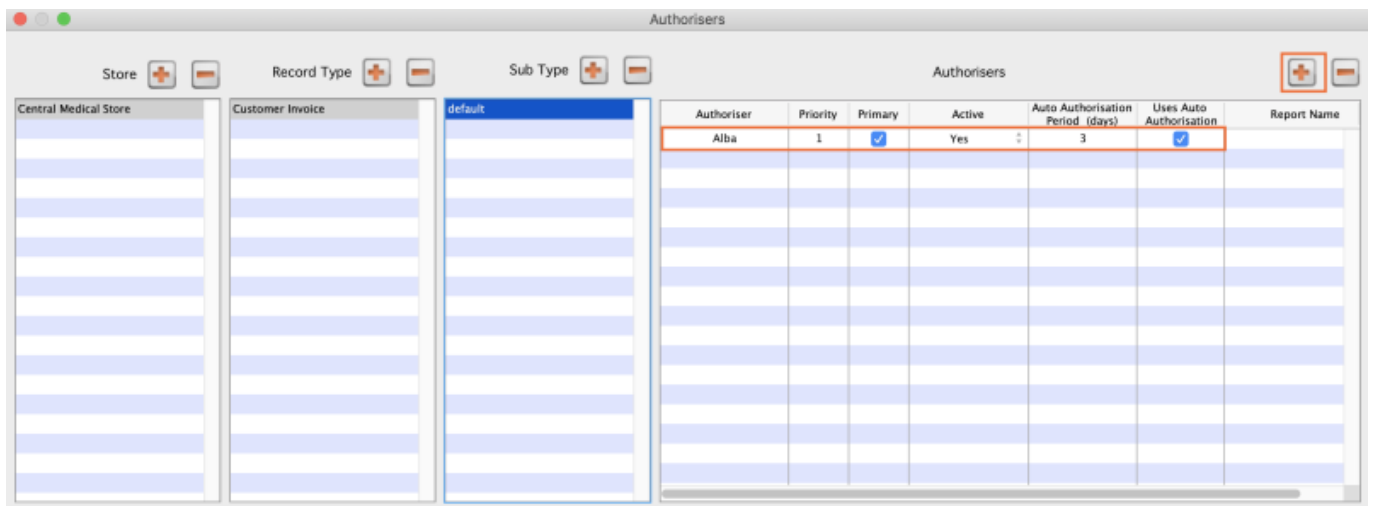 Authorisers
Store
Record Type
Sub Type
Authorisers
Central Medical Store
Customer Invoice
default
Authoriser Priority Primary Active Auto Authorisation Period (days) Uses Auto Authorisation Report Name
Alba 1 Yes 3